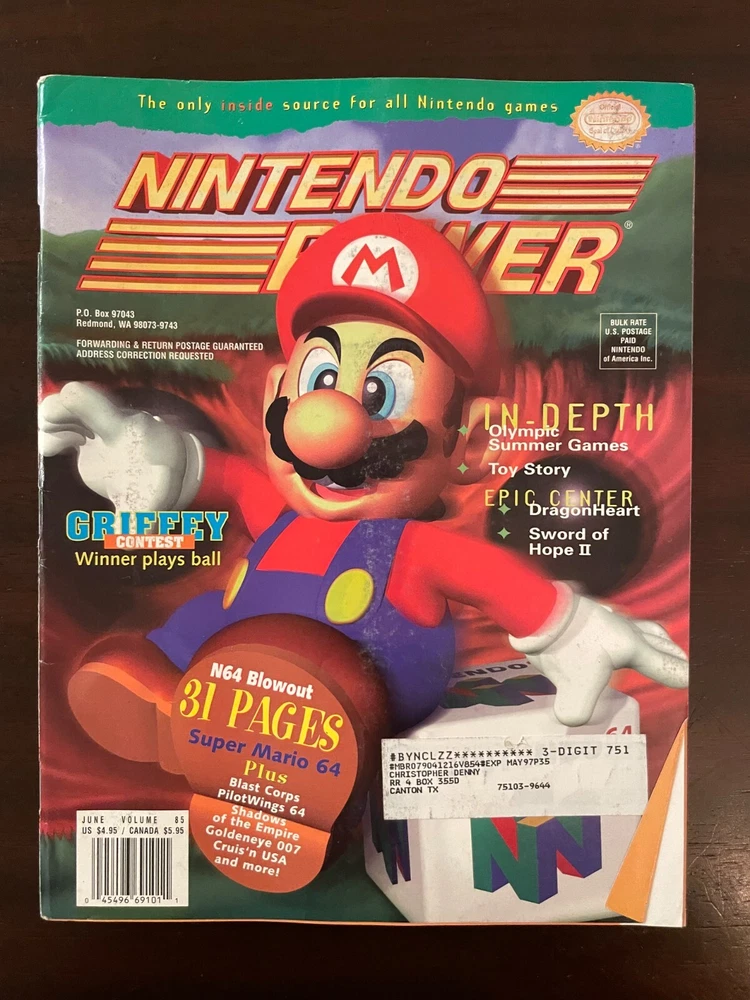 The only inside source for all Nintendo games
NINTENDO
POWER®
P.O. Box 97043
Redmond, WA 98073-9743
FORWARDING & RETURN POSTAGE GUARANTEED
ADDRESS CORRECTION REQUESTED
BULK RATE
U.S. POSTAGE
PAID
NINTENDO
of America Inc.
M
IN-DEPTH
Olympic
Summer Games
Toy Story
EPIC CENTER
DragonHeart
Sword of
Hope II
GRIFFEY
CONTEST
Winner plays ball
N64 Blowout
31 PAGES
Super Mario 64
Plus
Blast Corps
PilotWings 64
Shadows
of the Empire
Goldeneye 007
Cruis'n USA
and more!
ENDO
64
#BYNCLZZ********** 3-DIGIT 751
#MBR079041216V854#EXP MAY97P35
CHRISTOPHER DENNY
RR 4 BOX 355D
CANTON TX 75103-9644
JUNE VOLUME 85
US $4.95 / CANADA $5.95
0 45496 69101 1